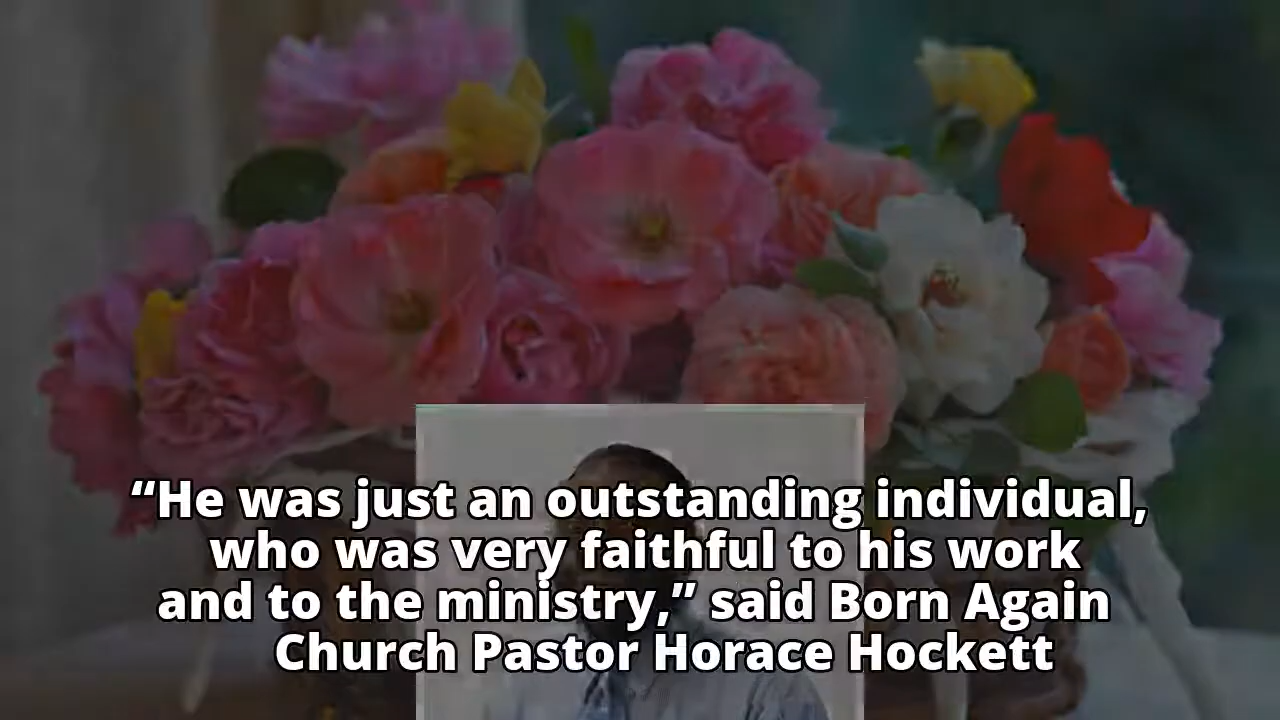 “He was just an outstanding individual,
who was very faithful to his work
and to the ministry,” said Born Again
Church Pastor Horace Hockett